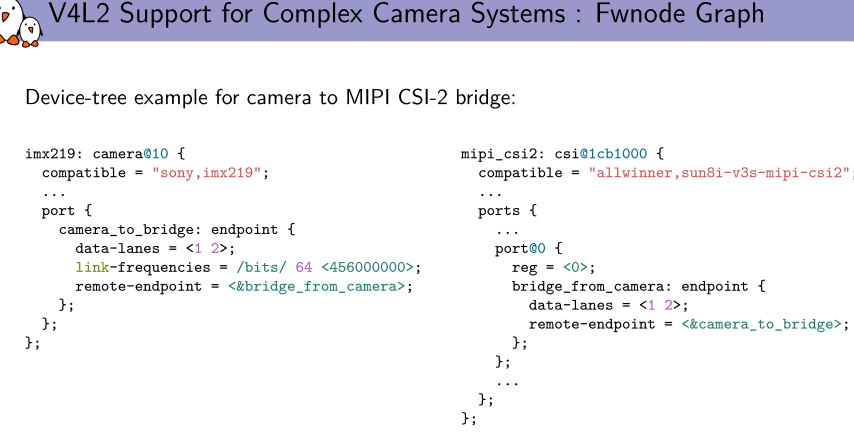 V4L2 Support for Complex Camera Systems : Fwnode Graph
Device-tree example for camera to MIPI CSI-2 bridge:
imx219: camera@10 {
  compatible = "sony,imx219";
  ...
  port {
    camera_to_bridge: endpoint {
      data-lanes = <1 2>;
      link-frequencies = /bits/ 64 <456000000>;
      remote-endpoint = <&bridge_from_camera>;
    };
  };
};
mipi_csi2: csi@1cb1000 {
  compatible = "allwinner,sun8i-v3s-mipi-csi2";
  ...
  ports {
    ...
    port@0 {
      reg = <0>;
      bridge_from_camera: endpoint {
        data-lanes = <1 2>;
        remote-endpoint = <&camera_to_bridge>;
      };
    };
    ...
  };
};